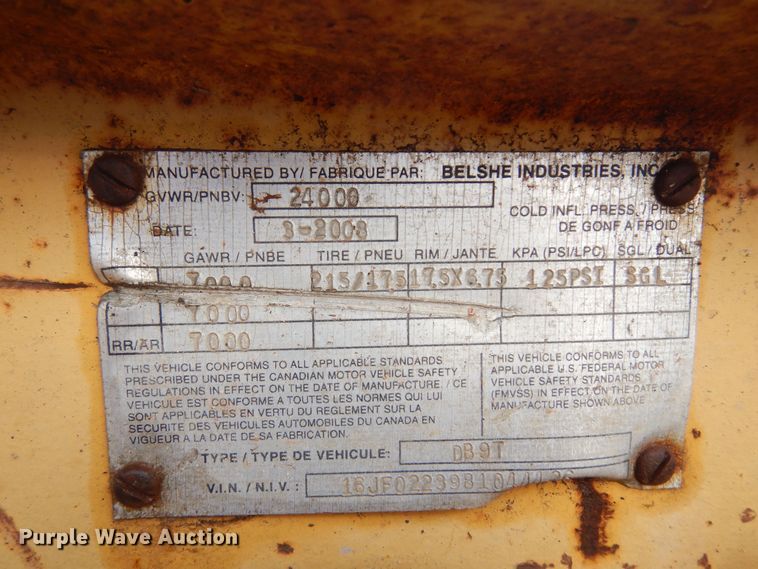 MANUFACTURED BY/ FABRIQUE PAR: BELSHE INDUSTRIES, INC
GVWR/PNBV: 24000
COLD INFL. PRESS. / PRESS
DE GONF A FROID
DATE: 3-2008
GAWR / PNBE TIRE / PNEU RIM / JANTE KPA (PSI/LPC) SGL / DUAL
7000 215/175 17.5X6.75 125PSI SGL
7000
RR/AR 7000
THIS VEHICLE CONFORMS TO ALL APPLICABLE STANDARDS
PRESCRIBED UNDER THE CANADIAN MOTOR VEHICLE SAFETY
REGULATIONS IN EFFECT ON THE DATE OF MANUFACTURE. / CE
VEHICULE EST CONFORME A TOUTES LES NORMES QUI LUI
SONT APPLICABLES EN VERTU DU REGLEMENT SUR LA
SECURITE DES VEHICULES AUTOMOBILES DU CANADA EN
VIGUEUR A LA DATE DE SA FABRICATION.
THIS VEHICLE CONFORMS TO ALL
APPLICABLE U.S. FEDERAL MOTOR
VEHICLE SAFETY STANDARDS
(FMVSS) IN EFFECT ON THE DATE OF
MANUFACTURE SHOWN ABOVE
TYPE / TYPE DE VEHICULE: DB9T
V.I.N. / N.I.V. :
Purple Wave Auction